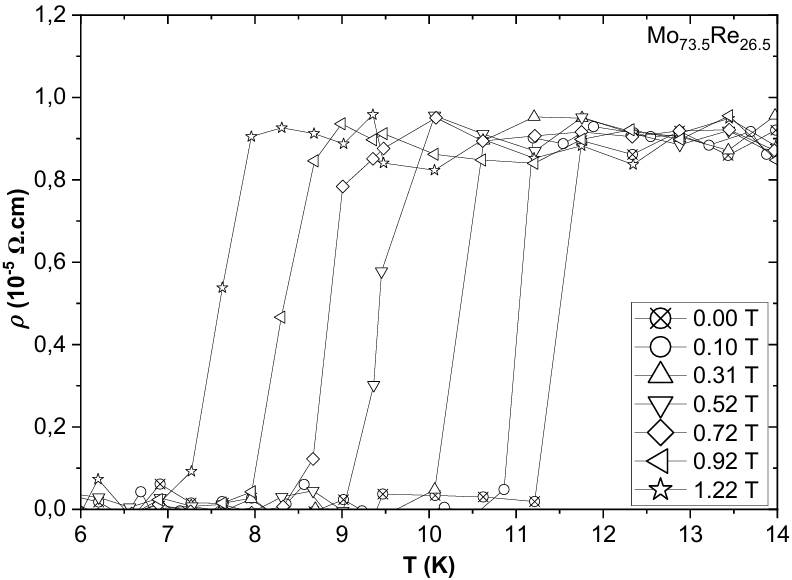 1,2
Mo73.5Re26.5
1,0
0,8
0,6
0,4
0,2
0,0
ρ (10⁻⁵ Ω.cm)
0.00 T
0.10 T
0.31 T
0.52 T
0.72 T
0.92 T
1.22 T
6 7 8 9 10 11 12 13 14
T (K)